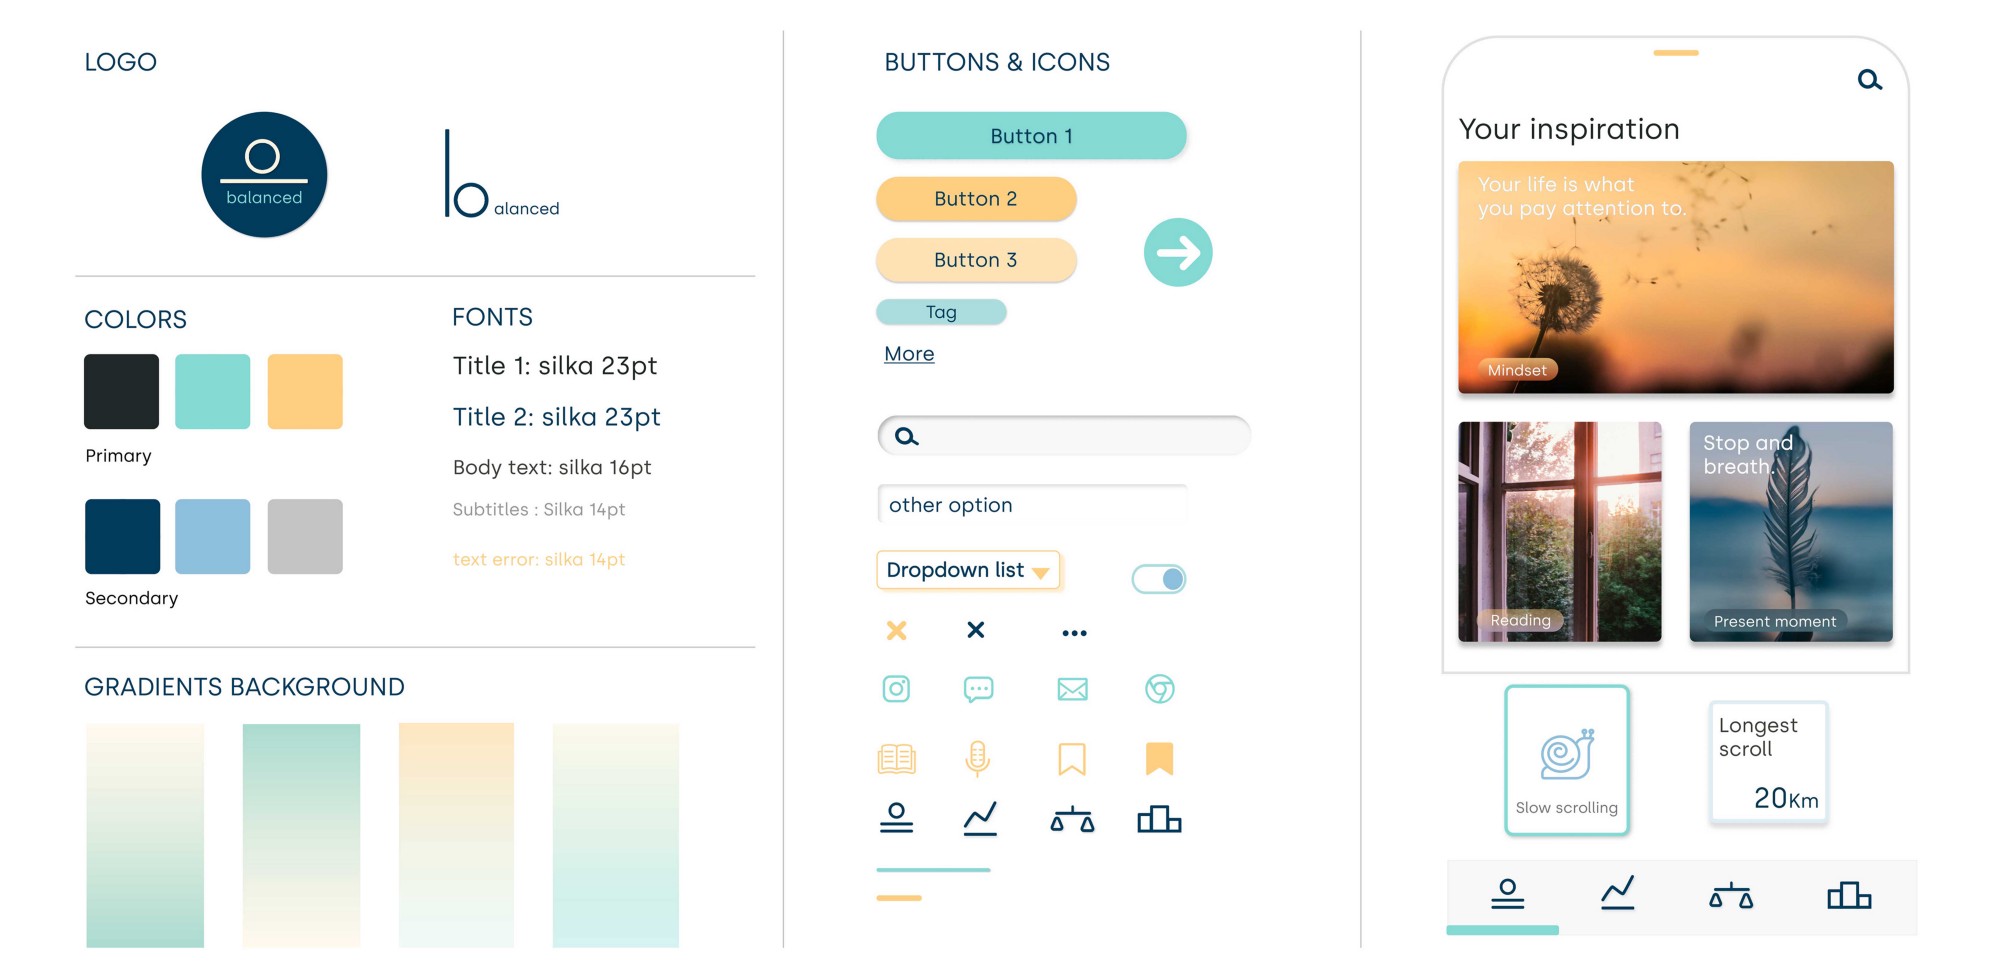 LOGO
balanced
b alanced
COLORS
Primary
Secondary
FONTS
Title 1: silka 23pt
Title 2: silka 23pt
Body text: silka 16pt
Subtitles : Silka 14pt
text error: silka 14pt
GRADIENTS BACKGROUND
BUTTONS & ICONS
Button 1
Button 2
Button 3
Tag
More
other option
Dropdown list
Your inspiration
Your life is what
you pay attention to.
Mindset
Reading
Stop and
breath.
Present moment
Slow scrolling
Longest
scroll
20Km